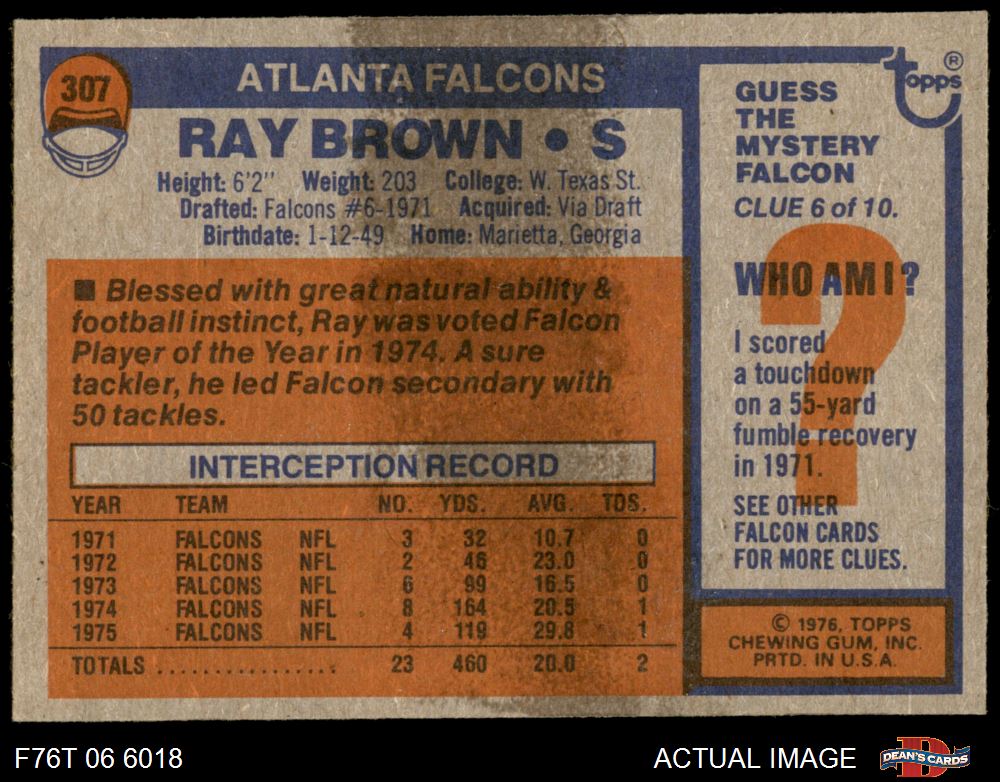 307
ATLANTA FALCONS
RAY BROWN • S
Height: 6'2" Weight: 203 College: W. Texas St.
Drafted: Falcons #6-1971 Acquired: Via Draft
Birthdate: 1-12-49 Home: Marietta, Georgia
■ Blessed with great natural ability &
football instinct, Ray was voted Falcon
Player of the Year in 1974. A sure
tackler, he led Falcon secondary with
50 tackles.
INTERCEPTION RECORD
YEAR TEAM NO. YDS. AVG. TDS.
1971 FALCONS NFL 3 32 10.7 0
1972 FALCONS NFL 2 46 23.0 0
1973 FALCONS NFL 6 99 16.5 0
1974 FALCONS NFL 8 164 20.5 1
1975 FALCONS NFL 4 119 29.8 1
TOTALS ................. 23 460 20.0 2
topps ®
GUESS
THE
MYSTERY
FALCON
CLUE 6 of 10.
?
WHO AM I?
I scored
a touchdown
on a 55-yard
fumble recovery
in 1971.
SEE OTHER
FALCON CARDS
FOR MORE CLUES.
© 1976, TOPPS
CHEWING GUM, INC.
PRTD. IN U.S.A.
F76T 06 6018
ACTUAL IMAGE
DEAN'S CARDS